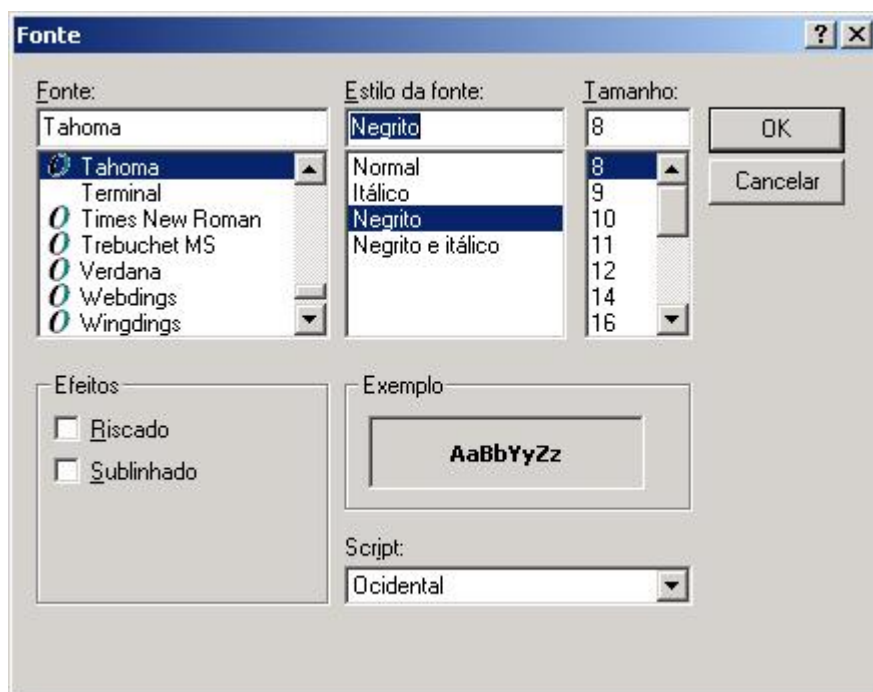 Fonte
Fonte:
Tahoma
Tahoma
Terminal
Times New Roman
Trebuchet MS
Verdana
Webdings
Wingdings
Estilo da fonte:
Negrito
Normal
Itálico
Negrito
Negrito e itálico
Tamanho:
8
8
9
10
11
12
14
16
OK
Cancelar
Efeitos
Riscado
Sublinhado
Exemplo
AaBbYyZz
Script:
Ocidental